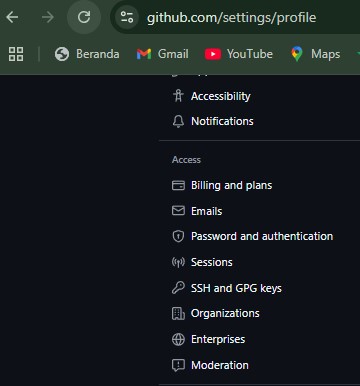 github.com/settings/profile
Beranda Gmail YouTube Maps
Accessibility
Notifications
Access
Billing and plans
Emails
Password and authentication
Sessions
SSH and GPG keys
Organizations
Enterprises
Moderation